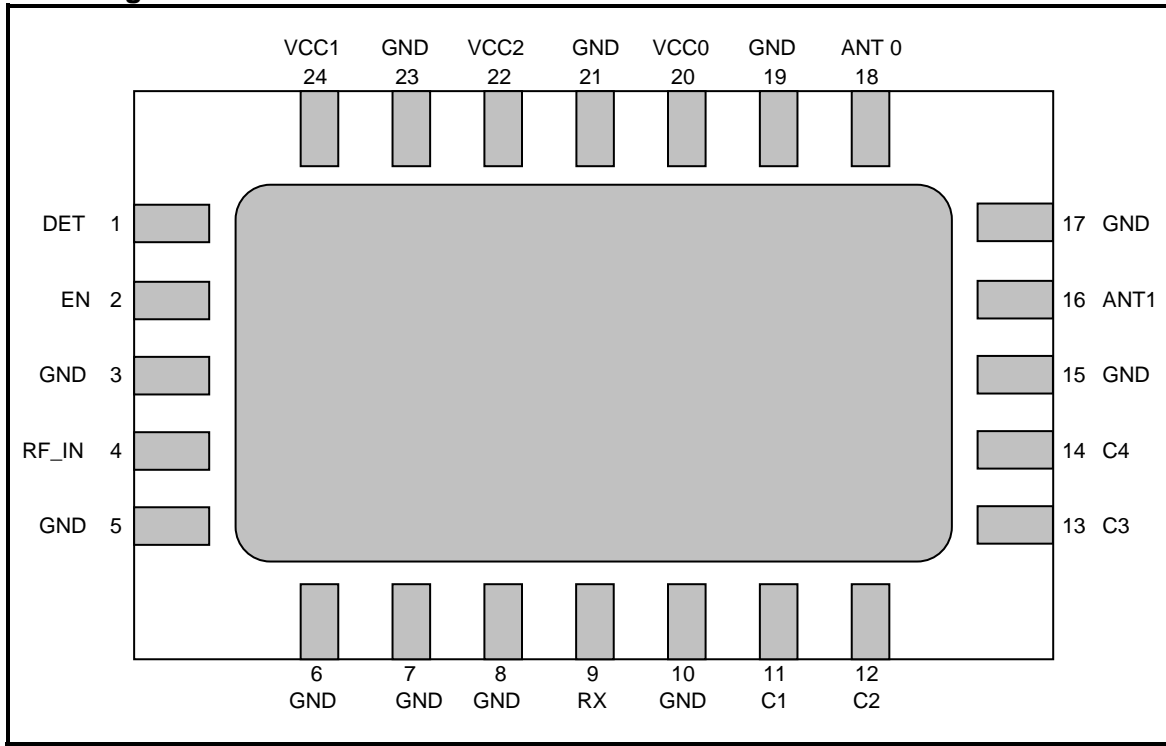 VCC1 GND VCC2 GND VCC0 GND ANT 0
24 23 22 21 20 19 18
DET 1
17 GND
EN 2
16 ANT1
GND 3
15 GND
RF_IN 4
14 C4
GND 5
13 C3
6 7 8 9 10 11 12
GND GND GND RX GND C1 C2